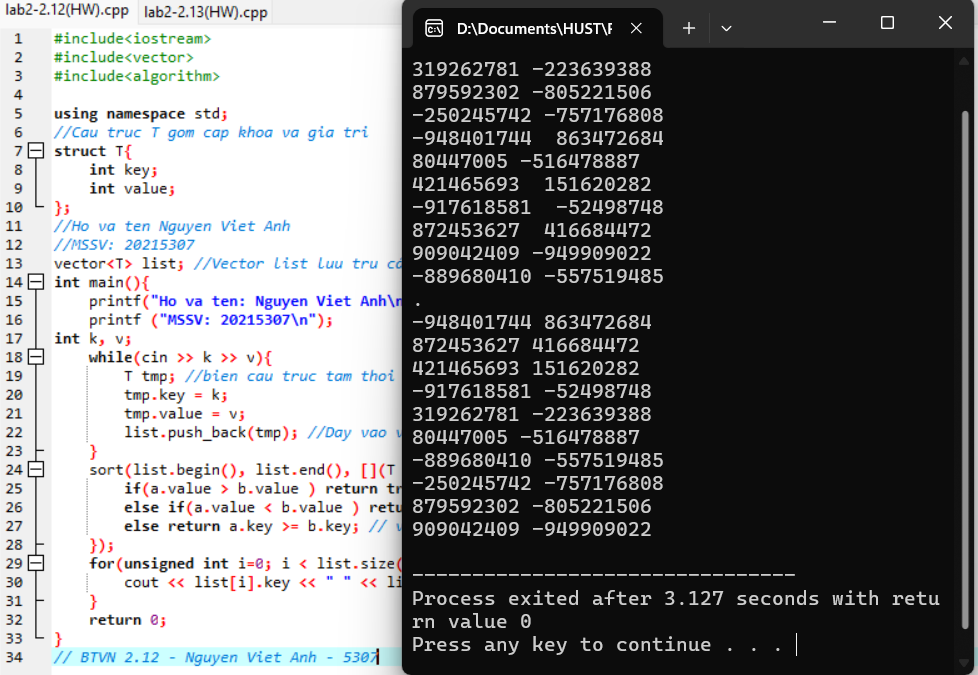 lab2-2.12(HW).cpp lab2-2.13(HW).cpp
1 #include<iostream>
2 #include<vector>
3 #include<algorithm>
4
5 using namespace std;
6 //Cau truc T gom cap khoa va gia tri
7 struct T{
8 int key;
9 int value;
10 };
11 //Ho va ten Nguyen Viet Anh
12 //MSSV: 20215307
13 vector<T> list; //Vector list luu tru cá
14 int main(){
15 printf("Ho va ten: Nguyen Viet Anh\n
16 printf ("MSSV: 20215307\n");
17 int k, v;
18 while(cin >> k >> v){
19 T tmp; //bien cau truc tam thoi
20 tmp.key = k;
21 tmp.value = v;
22 list.push_back(tmp); //Day vao v
23 }
24 sort(list.begin(), list.end(), [](T
25 if(a.value > b.value ) return tr
26 else if(a.value < b.value ) retu
27 else return a.key >= b.key; // v
28 });
29 for(unsigned int i=0; i < list.size(
30 cout << list[i].key << " " << li
31 }
32 return 0;
33 }
34 // BTVN 2.12 - Nguyen Viet Anh - 5307
D:\Documents\HUST\F
319262781 -223639388
879592302 -805221506
-250245742 -757176808
-948401744 863472684
80447005 -516478887
421465693 151620282
-917618581 -52498748
872453627 416684472
909042409 -949909022
-889680410 -557519485
.
-948401744 863472684
872453627 416684472
421465693 151620282
-917618581 -52498748
319262781 -223639388
80447005 -516478887
-889680410 -557519485
-250245742 -757176808
879592302 -805221506
909042409 -949909022
--------------------------------
Process exited after 3.127 seconds with retu
rn value 0
Press any key to continue . . .